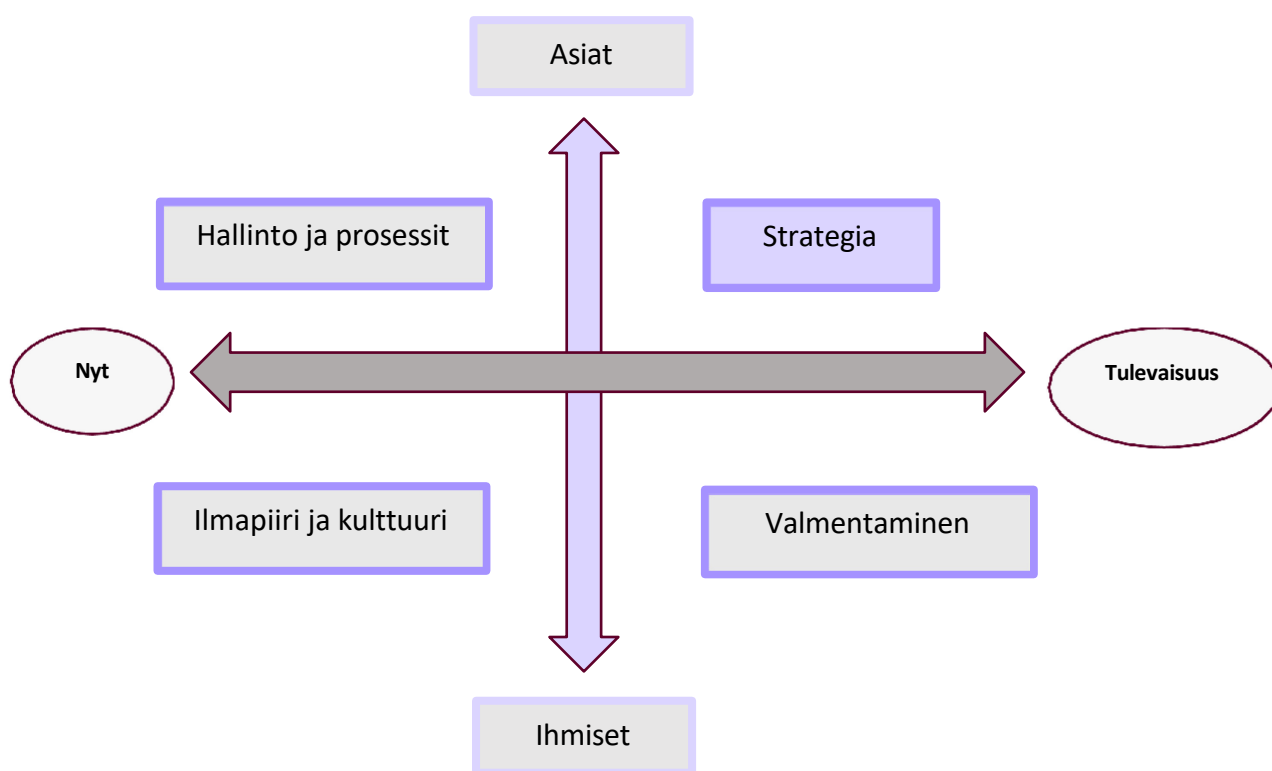 Asiat
Hallinto ja prosessit
Strategia
Nyt
Tulevaisuus
Ilmapiiri ja kulttuuri
Valmentaminen
Ihmiset